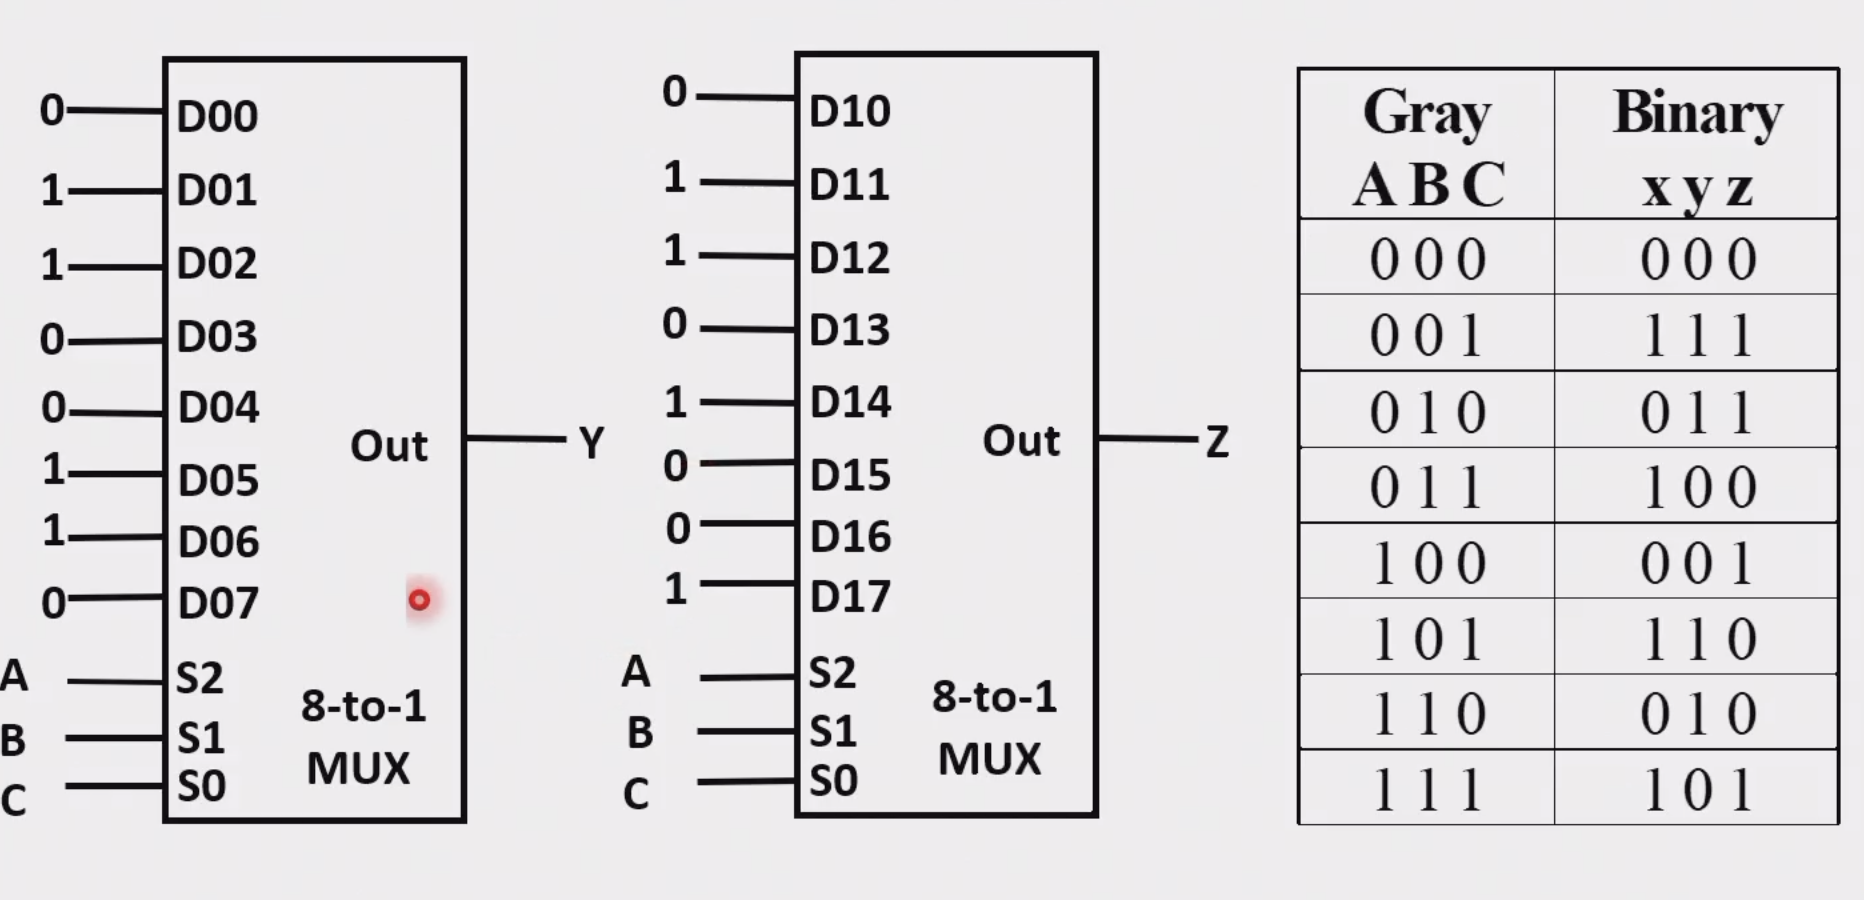 0 D00
1 D01
1 D02
0 D03
0 D04
1 D05
1 D06
0 D07
A S2
B S1
C S0
Out Y
8-to-1
MUX
0 D10
1 D11
1 D12
0 D13
1 D14
0 D15
0 D16
1 D17
A S2
B S1
C S0
Out Z
8-to-1
MUX
Gray Binary
A B C x y z
0 0 0 0 0 0
0 0 1 1 1 1
0 1 0 0 1 1
0 1 1 1 0 0
1 0 0 0 0 1
1 0 1 1 1 0
1 1 0 0 1 0
1 1 1 1 0 1